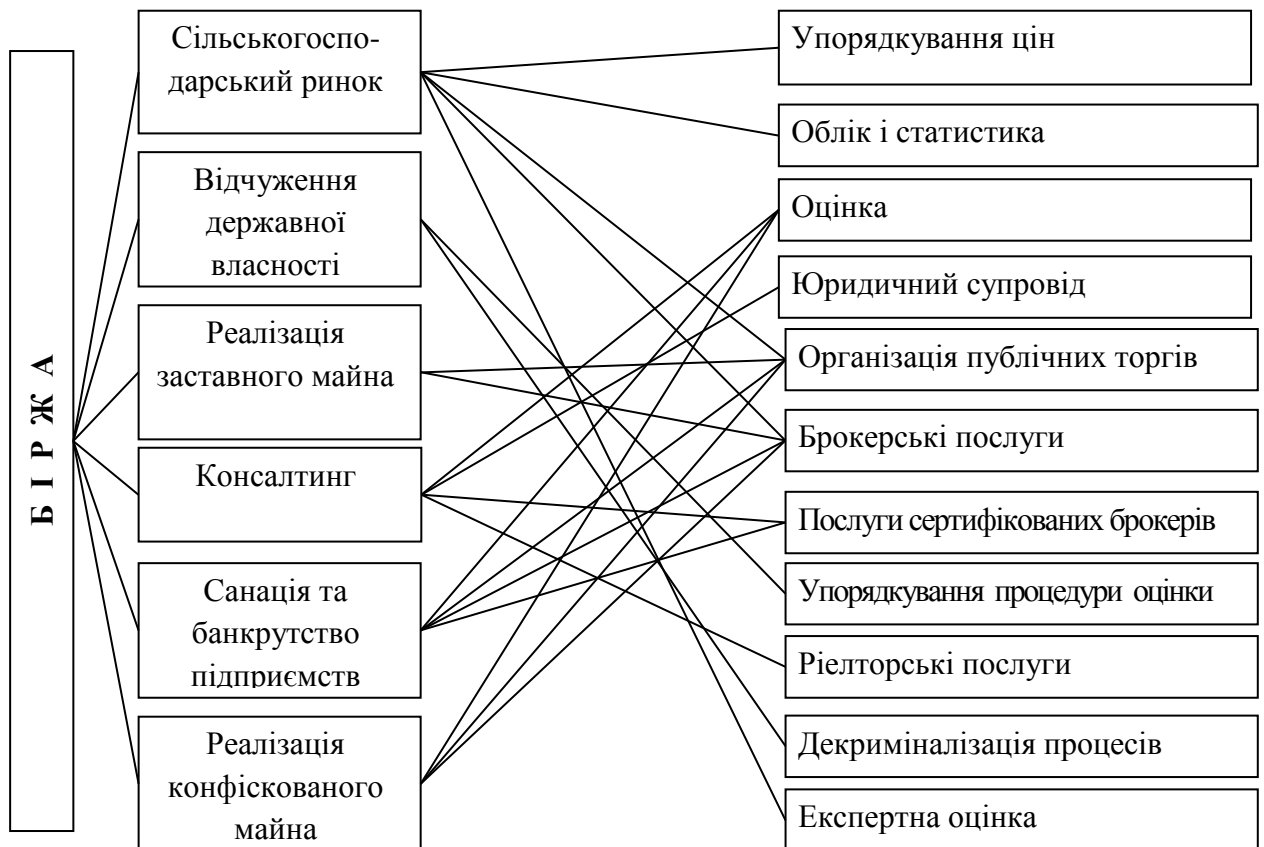 БІРЖА
Сільськогоспо-
дарський ринок
Відчуження
державної
власності
Реалізація
заставного майна
Консалтинг
Санація та
банкрутство
підприємств
Реалізація
конфіскованого
майна
Упорядкування цін
Облік і статистика
Оцінка
Юридичний супровід
Організація публічних торгів
Брокерські послуги
Послуги сертифікованих брокерів
Упорядкування процедури оцінки
Ріелторські послуги
Декриміналізація процесів
Експертна оцінка